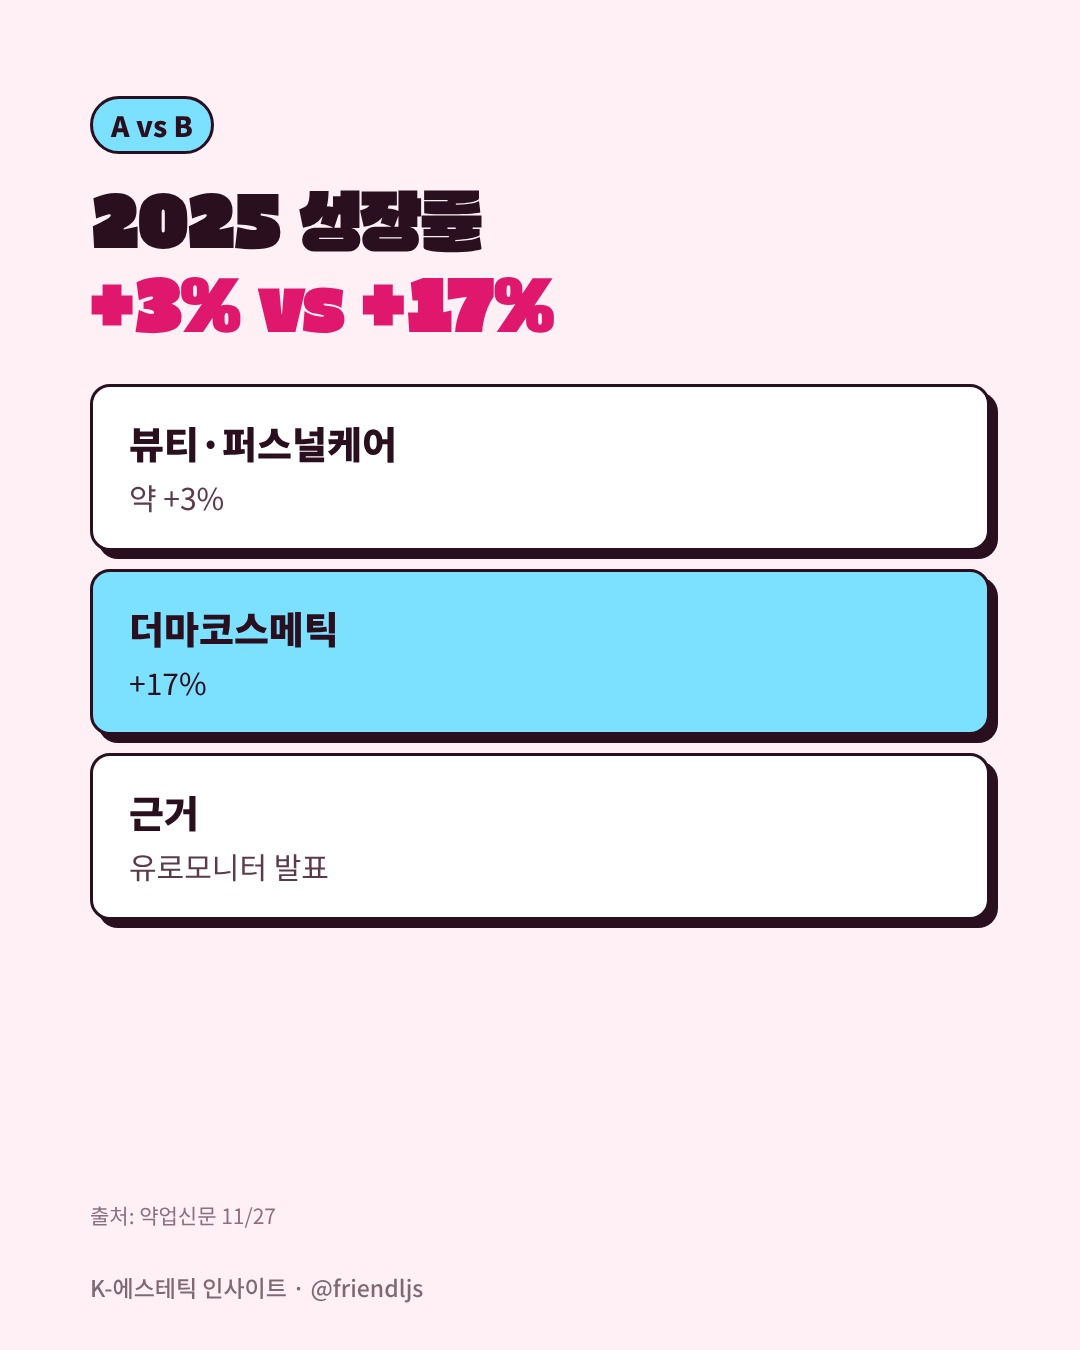 A vs B
2025 성장률
+3% vs +17%
뷰티·퍼스널케어
약 +3%
더마코스메틱
+17%
근거
유로모니터 발표
출처: 약업신문 11/27
K-에스테틱 인사이트 · @friendljs